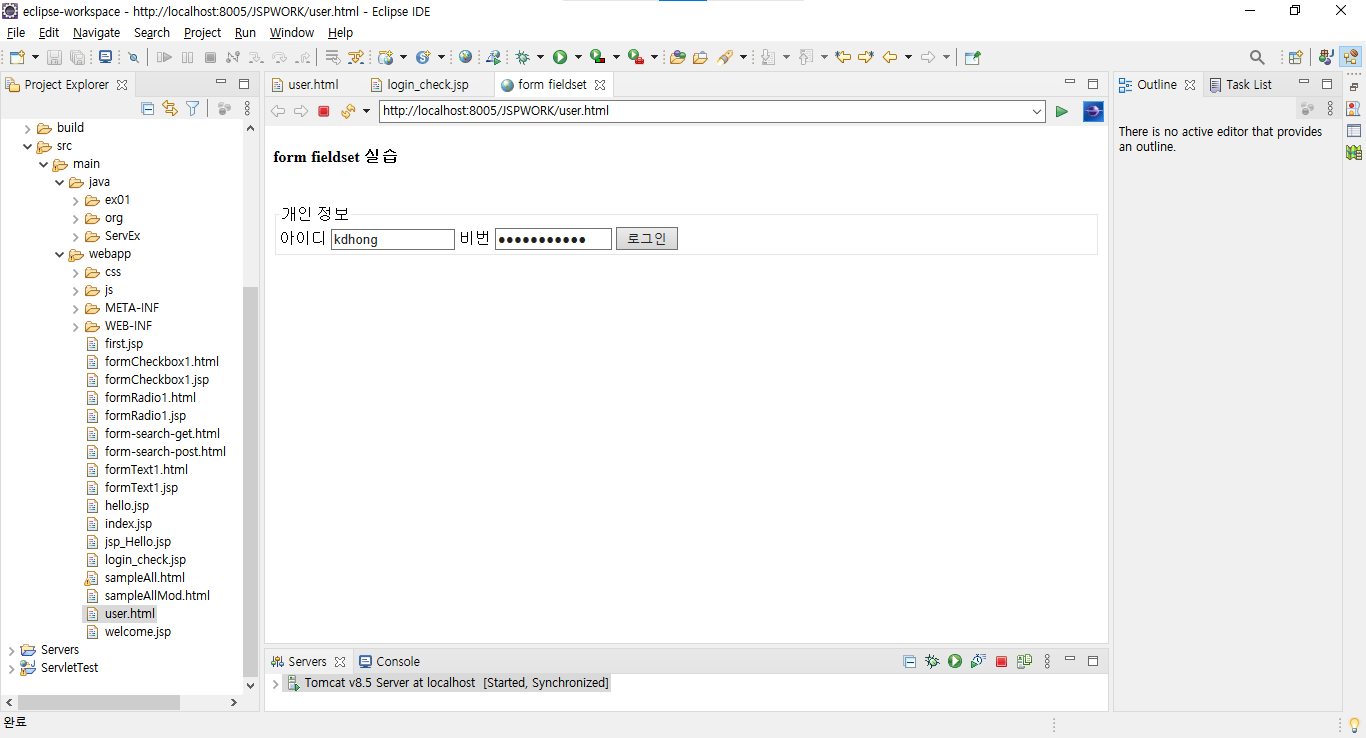 eclipse-workspace - http://localhost:8005/JSPWORK/user.html - Eclipse IDE
File Edit Navigate Search Project Run Window Help
Project Explorer
build
src
main
java
ex01
org
ServEx
webapp
css
js
META-INF
WEB-INF
first.jsp
formCheckbox1.html
formCheckbox1.jsp
formRadio1.html
formRadio1.jsp
form-search-get.html
form-search-post.html
formText1.html
formText1.jsp
hello.jsp
index.jsp
jsp_Hello.jsp
login_check.jsp
sampleAll.html
sampleAllMod.html
user.html
welcome.jsp
Servers
ServletTest
user.html login_check.jsp form fieldset
http://localhost:8005/JSPWORK/user.html
form fieldset 실습
개인 정보
아이디 kdhong 비번 ●●●●●●●●●●● 로그인
Servers Console
Tomcat v8.5 Server at localhost [Started, Synchronized]
Outline Task List
There is no active editor that provides
an outline.
완료